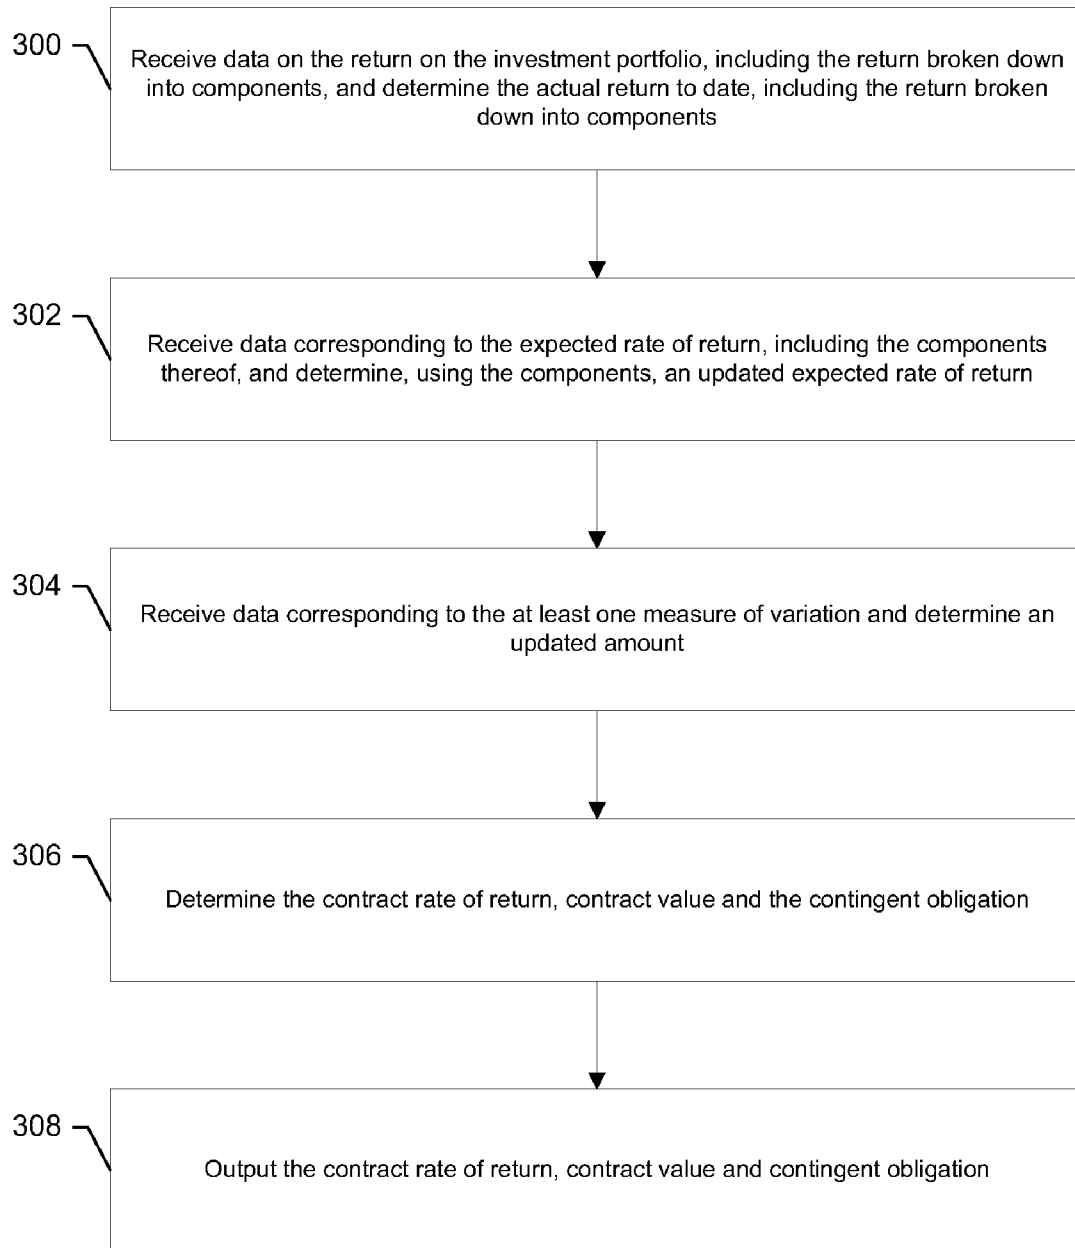 300
Receive data on the return on the investment portfolio, including the return broken down
into components, and determine the actual return to date, including the return broken
down into components
302
Receive data corresponding to the expected rate of return, including the components
thereof, and determine, using the components, an updated expected rate of return
304
Receive data corresponding to the at least one measure of variation and determine an
updated amount
306
Determine the contract rate of return, contract value and the contingent obligation
308
Output the contract rate of return, contract value and contingent obligation